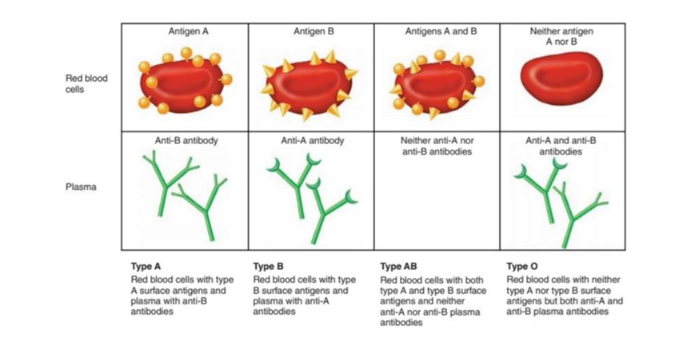 Antigen A
Antigen B
Antigens A and B
Neither antigen
A nor B
Red blood
cells
Anti-B antibody
Anti-A antibody
Neither anti-A nor
anti-B antibodies
Anti-A and anti-B
antibodies
Plasma
Type A
Red blood cells with type
A surface antigens and
plasma with anti-B
antibodies
Type B
Red blood cells with type
B surface antigens and
plasma with anti-A
antibodies
Type AB
Red blood cells with both
type A and type B surface
antigens and neither
anti-A nor anti-B plasma
antibodies
Type O
Red blood cells with neither
type A nor type B surface
antigens but both anti-A and
anti-B plasma antibodies